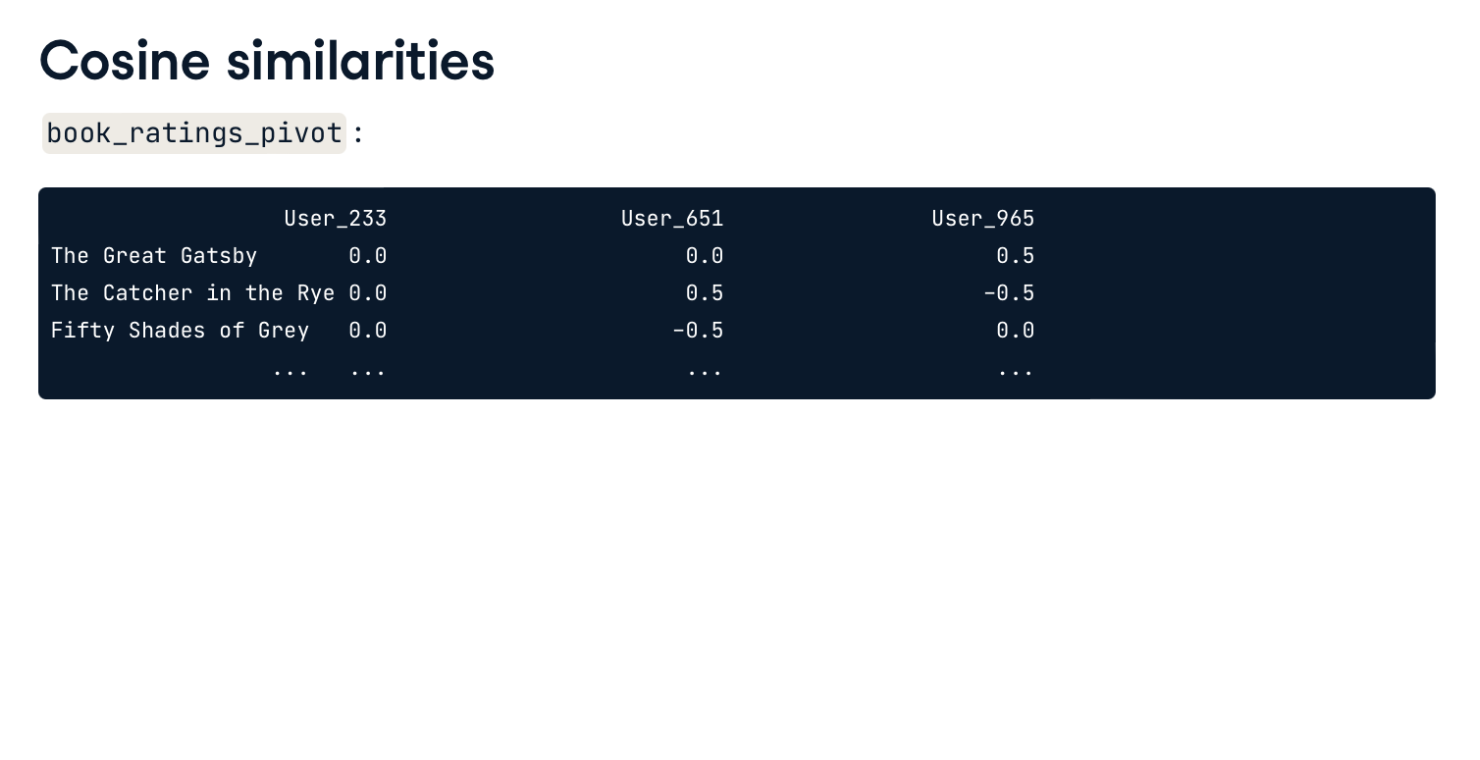 Cosine similarities
book_ratings_pivot :
User_233 User_651 User_965
The Great Gatsby 0.0 0.0 0.5
The Catcher in the Rye 0.0 0.5 -0.5
Fifty Shades of Grey 0.0 -0.5 0.0
... ... ... ...